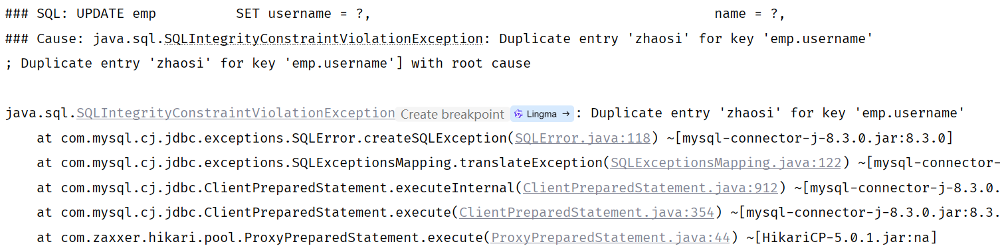 ### SQL: UPDATE emp          SET username = ?,                                           name = ?,
### Cause: java.sql.SQLIntegrityConstraintViolationException: Duplicate entry 'zhaosi' for key 'emp.username'
; Duplicate entry 'zhaosi' for key 'emp.username'] with root cause
java.sql.SQLIntegrityConstraintViolationException Create breakpoint Lingma → : Duplicate entry 'zhaosi' for key 'emp.username'
    at com.mysql.cj.jdbc.exceptions.SQLError.createSQLException(SQLError.java:118) ~[mysql-connector-j-8.3.0.jar:8.3.0]
    at com.mysql.cj.jdbc.exceptions.SQLExceptionsMapping.translateException(SQLExceptionsMapping.java:122) ~[mysql-connector-
    at com.mysql.cj.jdbc.ClientPreparedStatement.executeInternal(ClientPreparedStatement.java:912) ~[mysql-connector-j-8.3.0.
    at com.mysql.cj.jdbc.ClientPreparedStatement.execute(ClientPreparedStatement.java:354) ~[mysql-connector-j-8.3.0.jar:8.3.
    at com.zaxxer.hikari.pool.ProxyPreparedStatement.execute(ProxyPreparedStatement.java:44) ~[HikariCP-5.0.1.jar:na]